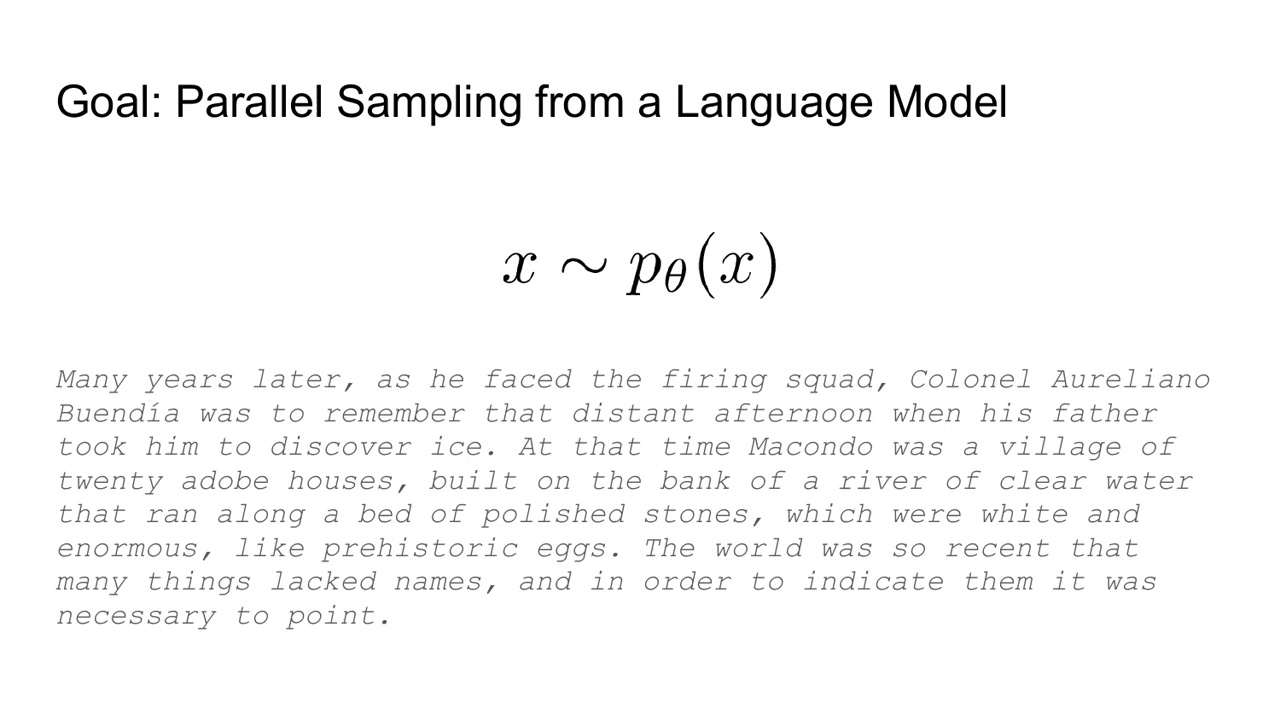 Goal: Parallel Sampling from a Language Model
x ∼ pθ(x)
Many years later, as he faced the firing squad, Colonel Aureliano
Buendía was to remember that distant afternoon when his father
took him to discover ice. At that time Macondo was a village of
twenty adobe houses, built on the bank of a river of clear water
that ran along a bed of polished stones, which were white and
enormous, like prehistoric eggs. The world was so recent that
many things lacked names, and in order to indicate them it was
necessary to point.